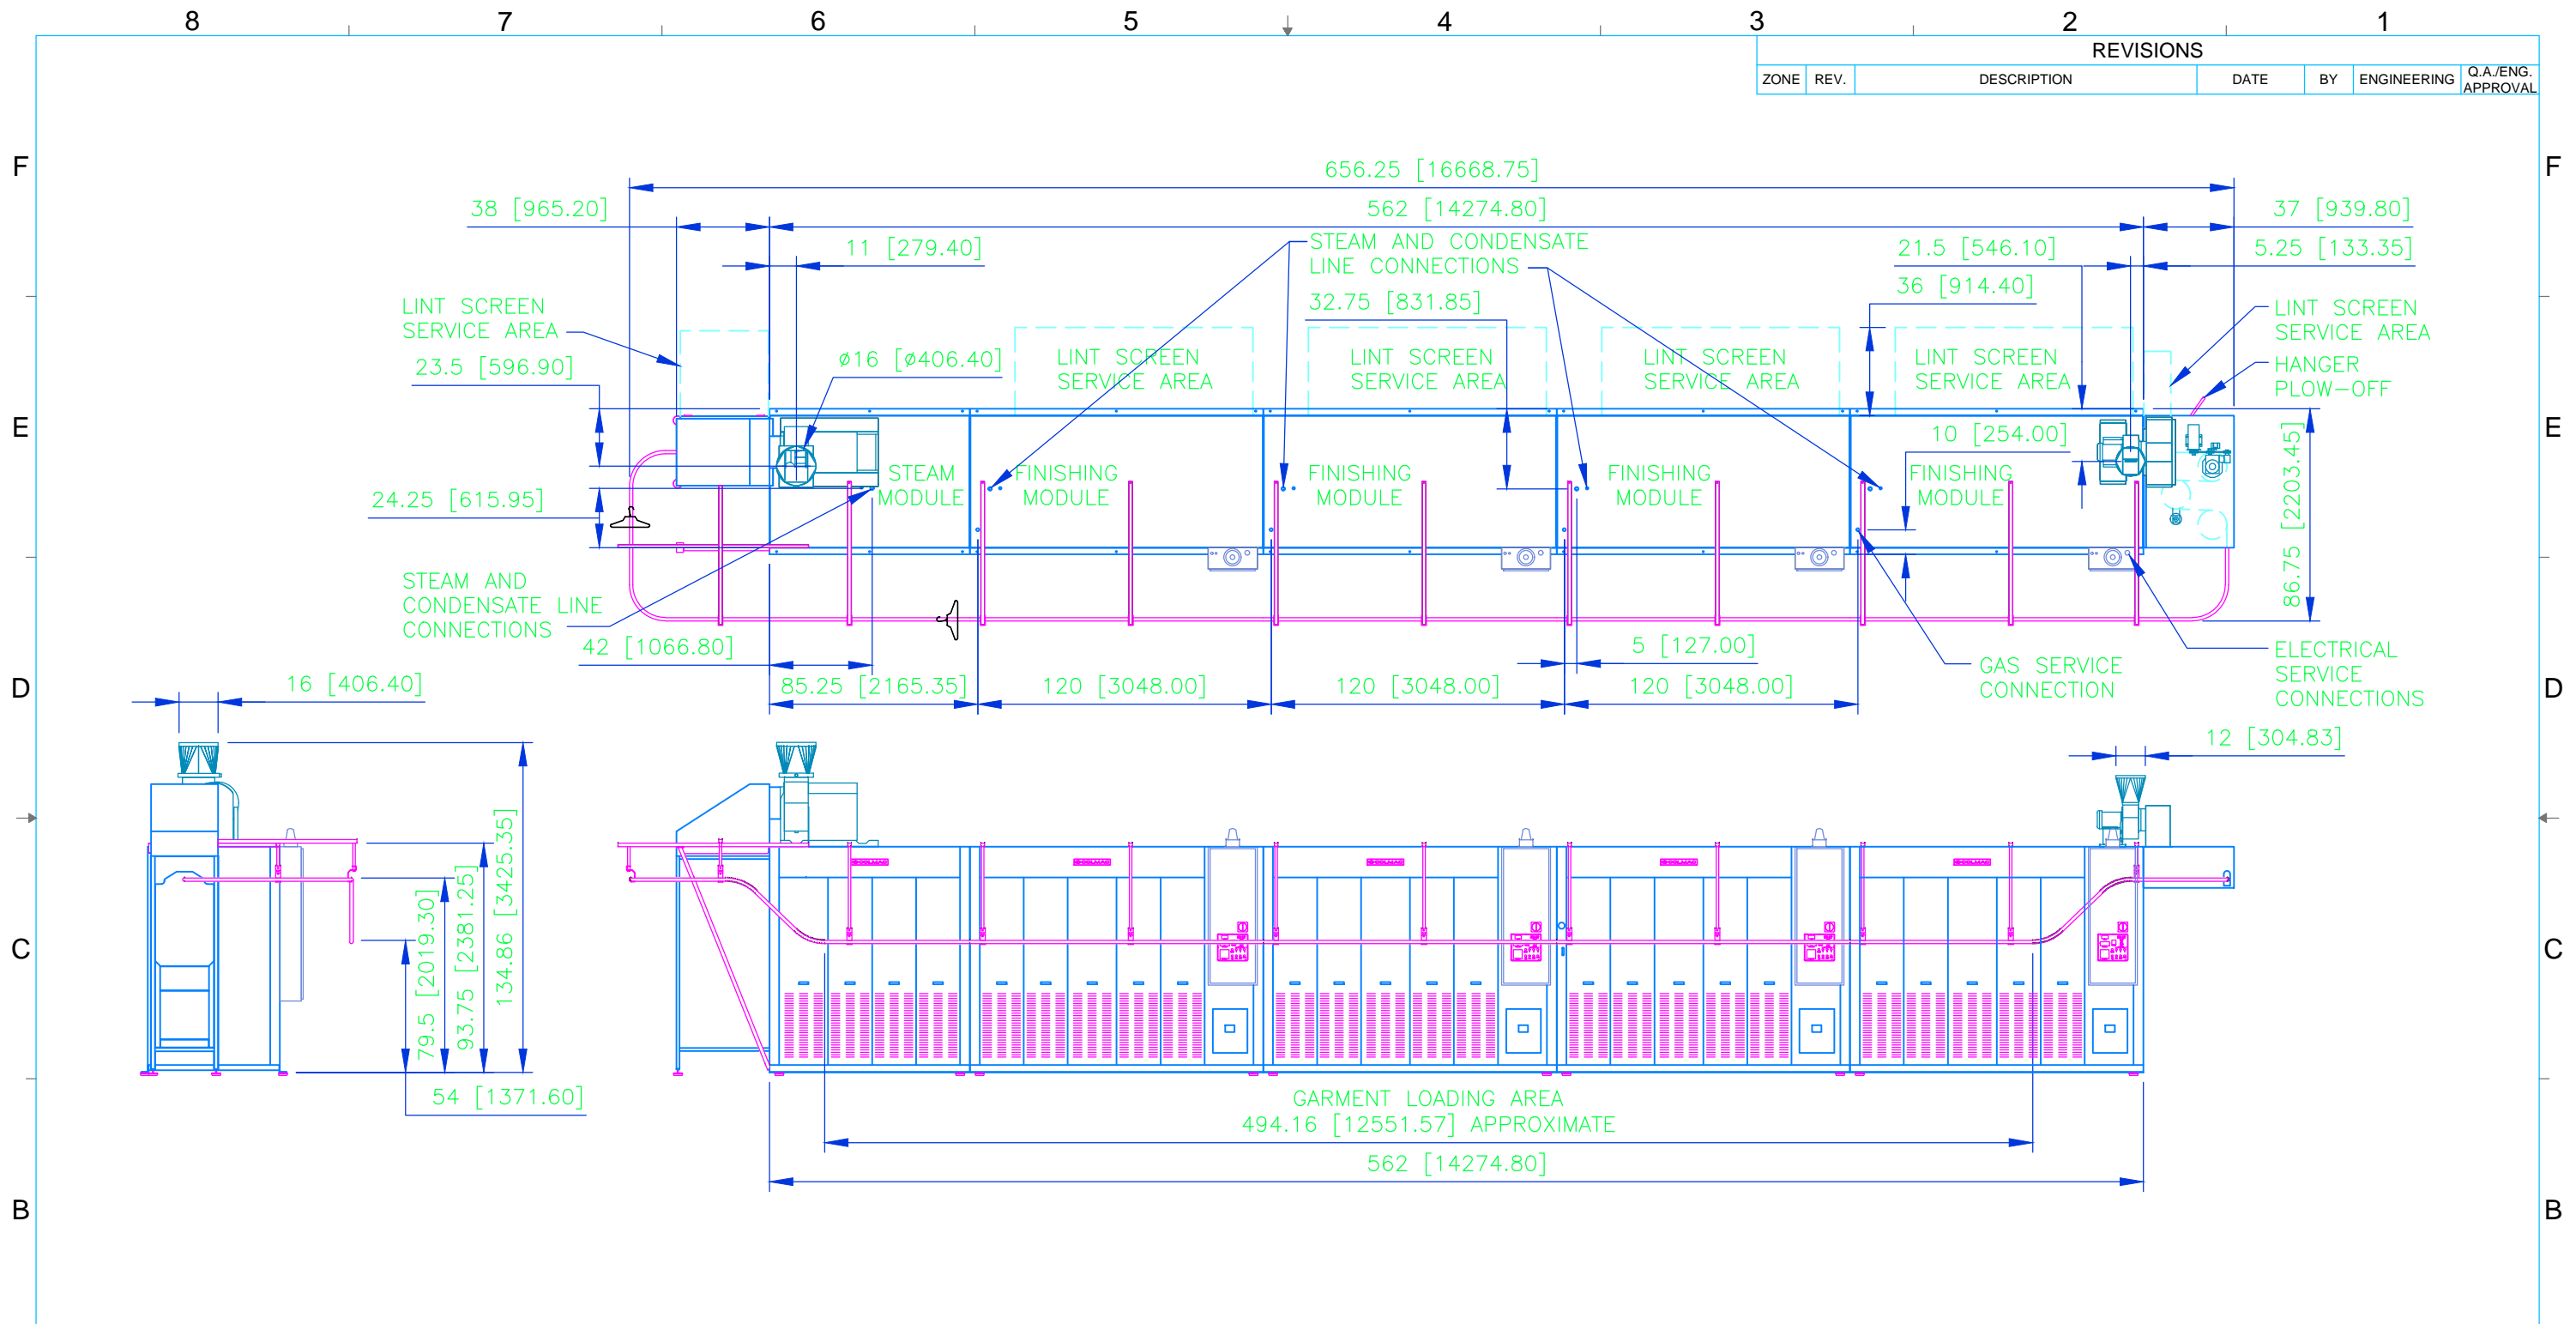 8 7 6 5 4 3 2 1
REVISIONS
ZONE REV. DESCRIPTION DATE BY ENGINEERING Q.A./ENG. APPROVAL
F F
656.25 [16668.75]
38 [965.20] 562 [14274.80] 37 [939.80]
11 [279.40] STEAM AND CONDENSATE 21.5 [546.10] 5.25 [133.35]
LINE CONNECTIONS
36 [914.40]
32.75 [831.85]
LINT SCREEN
SERVICE AREA
LINT SCREEN
SERVICE AREA
23.5 [596.90]
ø16 [ø406.40]
LINT SCREEN
SERVICE AREA
LINT SCREEN
SERVICE AREA
LINT SCREEN
SERVICE AREA
LINT SCREEN
SERVICE AREA
HANGER
PLOW-OFF
E E
10 [254.00]
86.75 [2203.45]
STEAM
MODULE
FINISHING
MODULE
FINISHING
MODULE
FINISHING
MODULE
FINISHING
MODULE
24.25 [615.95]
STEAM AND
CONDENSATE LINE
CONNECTIONS
42 [1066.80]
5 [127.00]
GAS SERVICE
CONNECTION
ELECTRICAL
SERVICE
CONNECTIONS
D D
16 [406.40]
85.25 [2165.35] 120 [3048.00] 120 [3048.00] 120 [3048.00]
12 [304.83]
79.5 [2019.30]
93.75 [2381.25]
134.86 [3425.35]
C C
54 [1371.60]
GARMENT LOADING AREA
494.16 [12551.57] APPROXIMATE
562 [14274.80]
B B